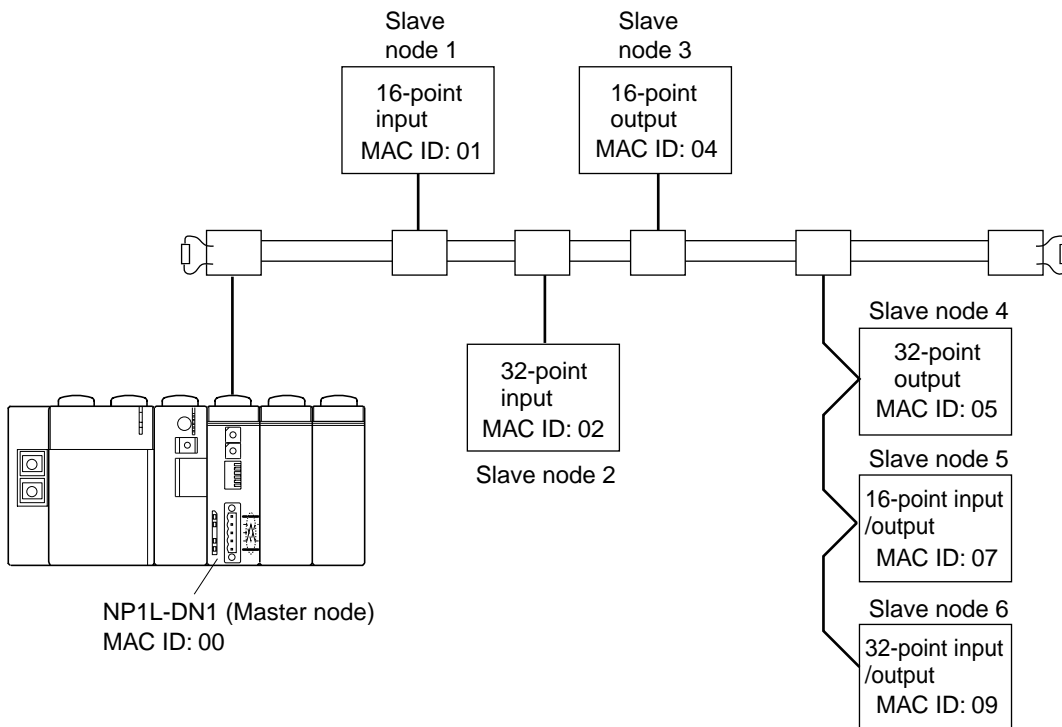 Slave
node 1
16-point
input
MAC ID: 01
Slave
node 3
16-point
output
MAC ID: 04
32-point
input
MAC ID: 02
Slave node 2
Slave node 4
32-point
output
MAC ID: 05
Slave node 5
16-point input
/output
MAC ID: 07
Slave node 6
32-point input
/output
MAC ID: 09
NP1L-DN1 (Master node)
MAC ID: 00